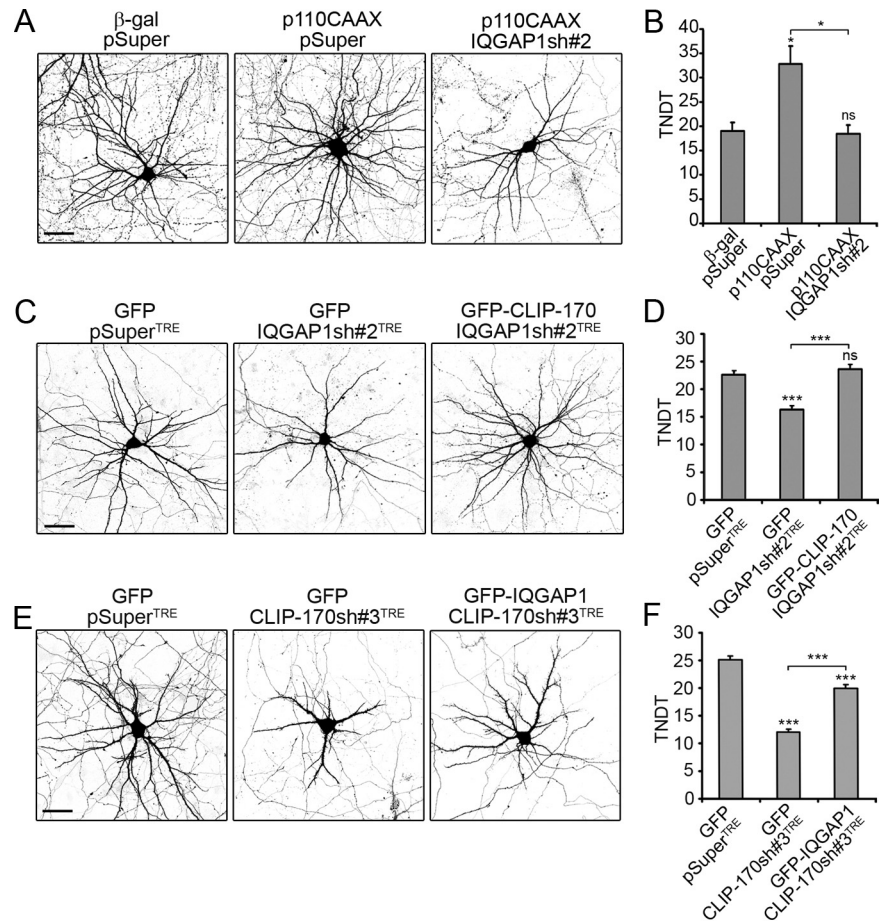 A
β-gal
pSuper
p110CAAX
pSuper
p110CAAX
IQGAP1sh#2
B
TNDT
40
35
30
25
20
15
10
5
0
*
*
ns
β-gal
pSuper
p110CAAX
pSuper
p110CAAX
IQGAP1sh#2
C
GFP
pSuperTRE
GFP
IQGAP1sh#2TRE
GFP-CLIP-170
IQGAP1sh#2TRE
D
TNDT
30
25
20
15
10
5
0
***
***
ns
GFP
pSuperTRE
GFP
IQGAP1sh#2TRE
GFP-CLIP-170
IQGAP1sh#2TRE
E
GFP
pSuperTRE
GFP
CLIP-170sh#3TRE
GFP-IQGAP1
CLIP-170sh#3TRE
F
TNDT
30
25
20
15
10
5
0
***
***
***
GFP
pSuperTRE
GFP
CLIP-170sh#3TRE
GFP-IQGAP1
CLIP-170sh#3TRE